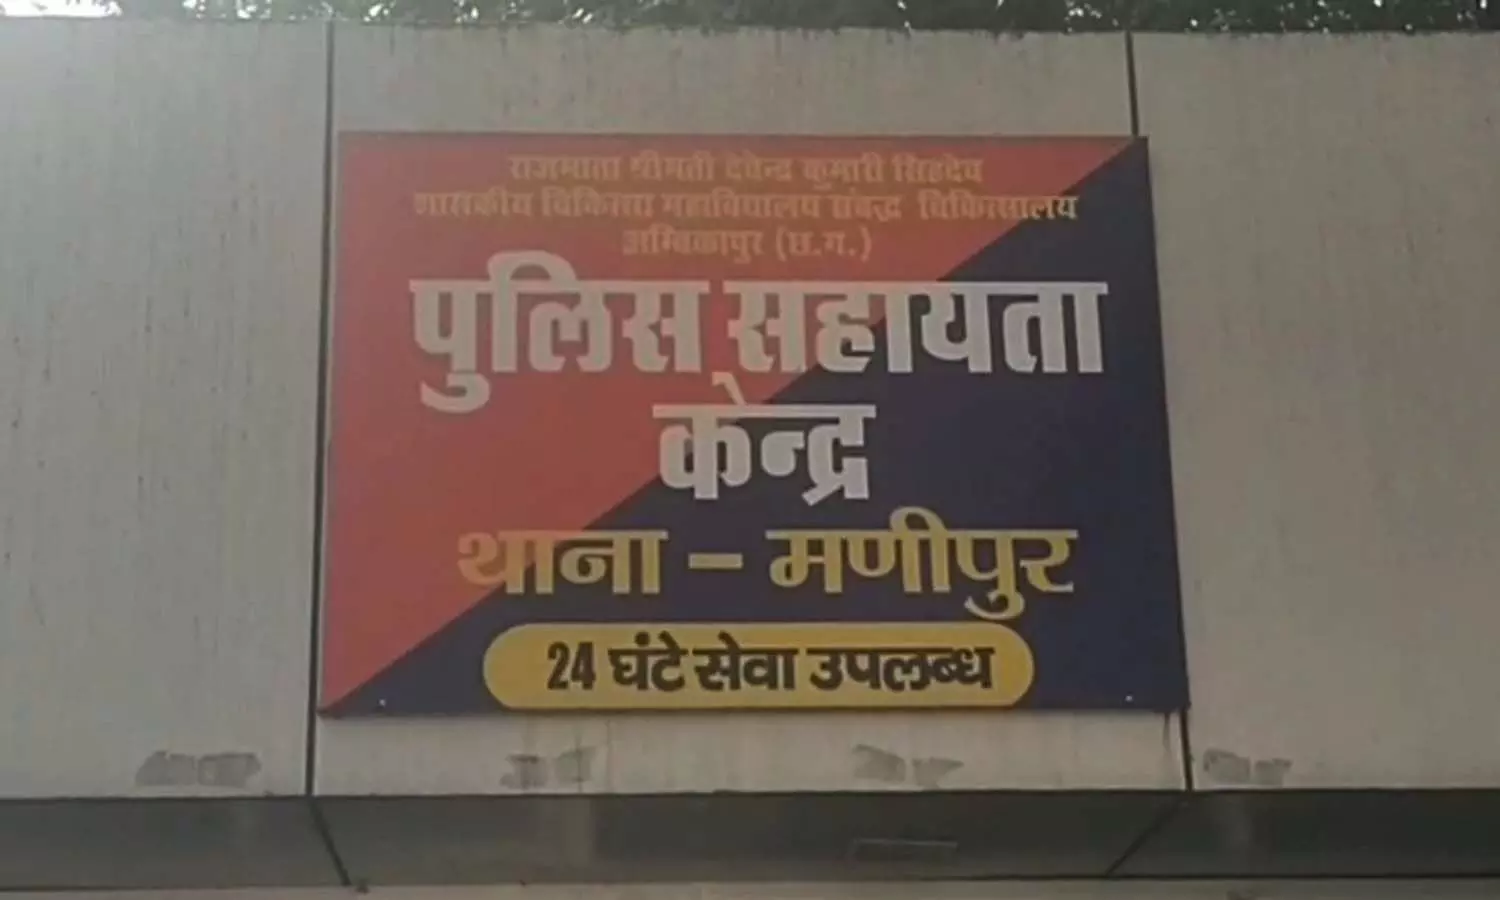 राजमाता श्रीमती देवेन्द्र कुमारी सिंहदेव
शासकीय चिकित्सा महाविद्यालय संबद्ध चिकित्सालय
अम्बिकापुर (छ.ग.)
पुलिस सहायता
केन्द्र
थाना - मणीपुर
24 घंटे सेवा उपलब्ध